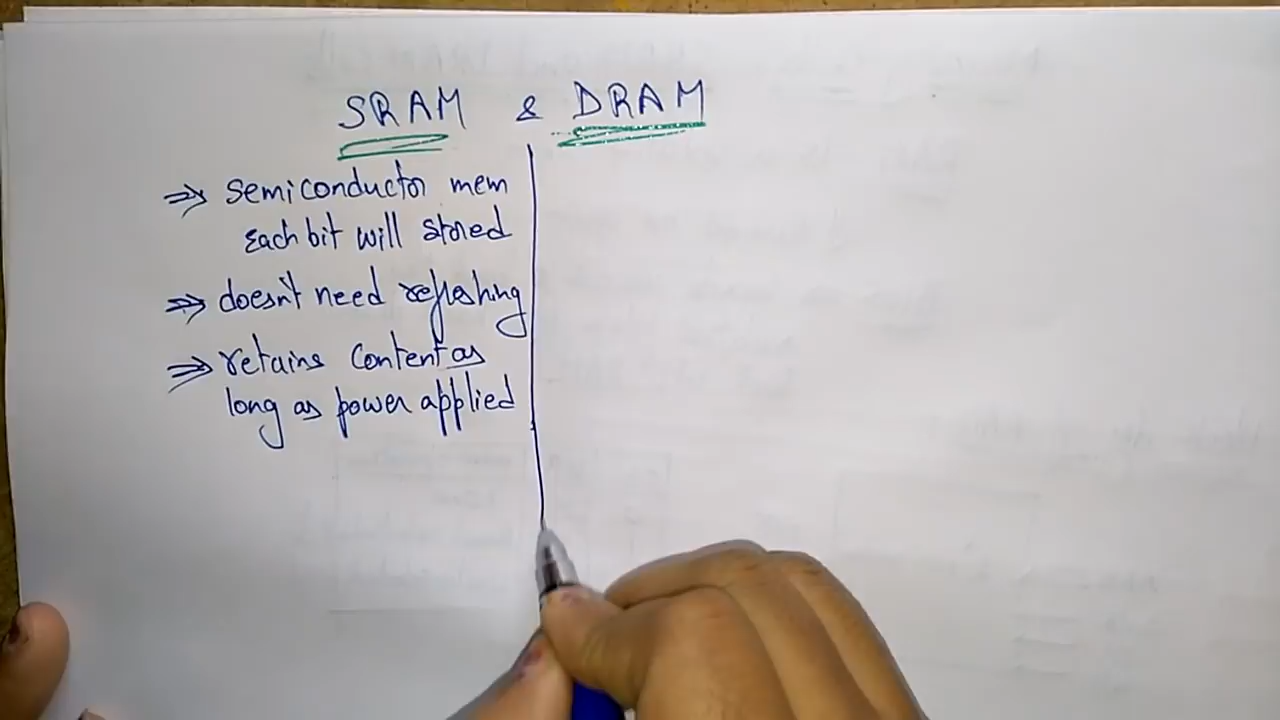 SRAM & DRAM
⇒ semiconductor mem
Each bit will stored
⇒ doesn't need refreshing
⇒ retains content as
long as power applied